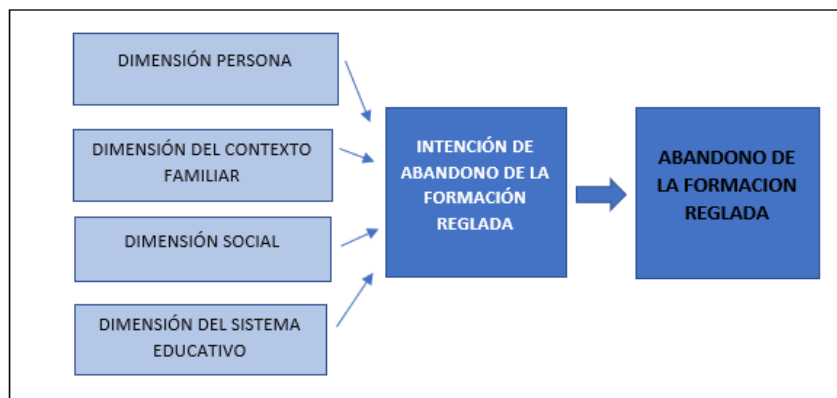 DIMENSIÓN PERSONA
DIMENSIÓN DEL CONTEXTO
FAMILIAR
DIMENSIÓN SOCIAL
DIMENSIÓN DEL SISTEMA
EDUCATIVO
INTENCIÓN DE
ABANDONO DE LA
FORMACIÓN
REGLADA
ABANDONO DE
LA FORMACION
REGLADA